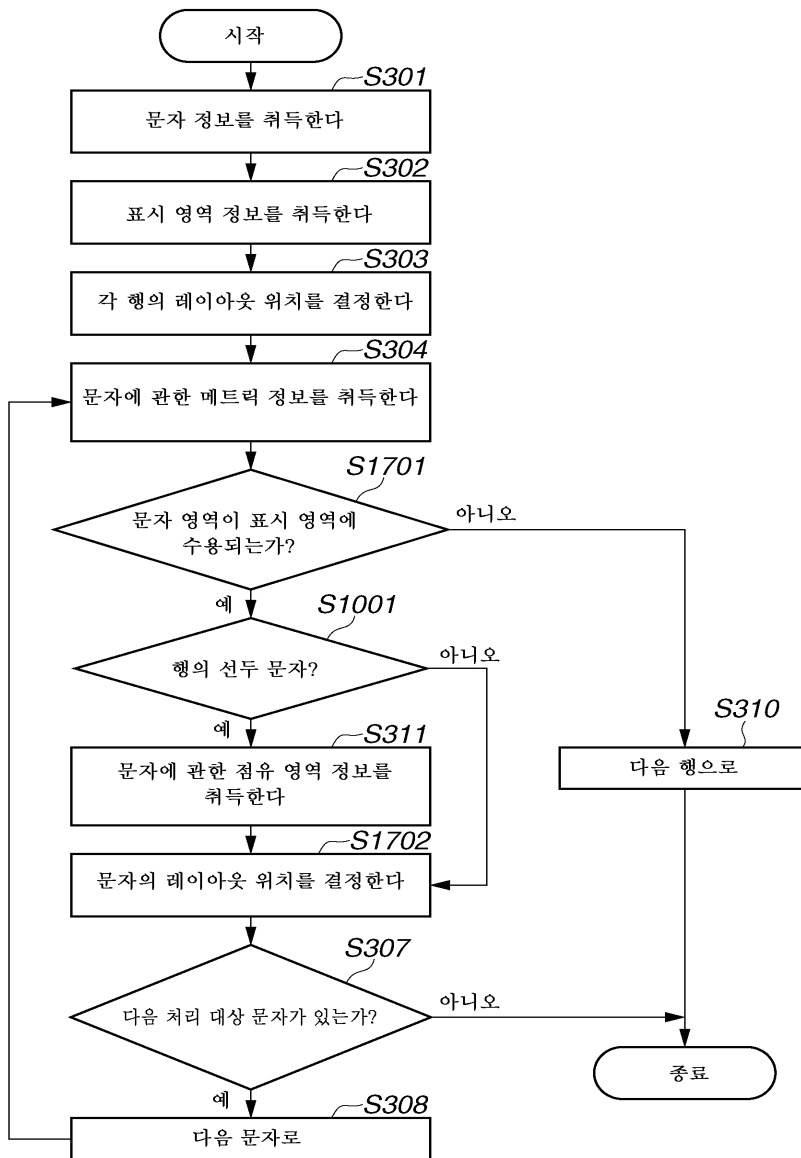 시작
S301
문자 정보를 취득한다
S302
표시 영역 정보를 취득한다
S303
각 행의 레이아웃 위치를 결정한다
S304
문자에 관한 메트릭 정보를 취득한다
S1701
문자 영역이 표시 영역에
수용되는가?
아니오
예
S1001
행의 선두 문자?
아니오
예
S311
문자에 관한 점유 영역 정보를
취득한다
S310
다음 행으로
S1702
문자의 레이아웃 위치를 결정한다
S307
다음 처리 대상 문자가 있는가?
아니오
종료
예
S308
다음 문자로